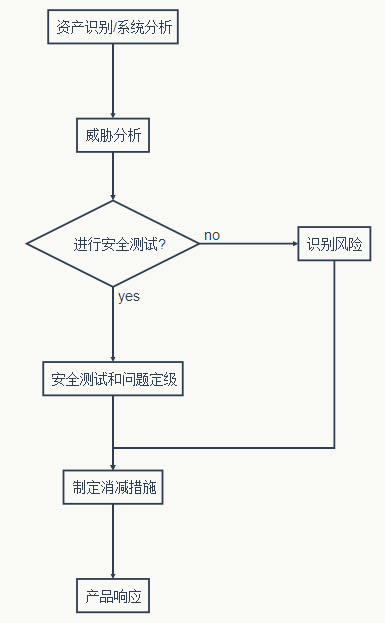 资产识别/系统分析
威胁分析
进行安全测试?
no
识别风险
yes
安全测试和问题定级
制定消减措施
产品响应